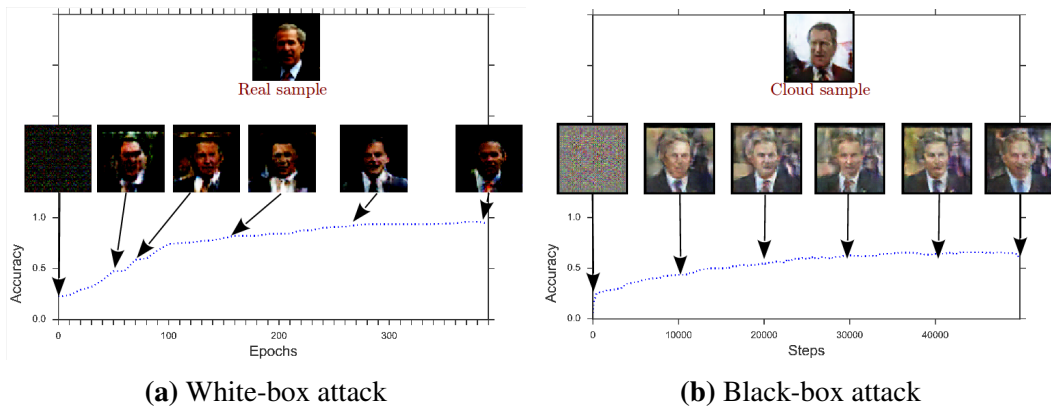 Real sample
Accuracy
1.0
0.5
0.0
0
100
200
300
Epochs
(a) White-box attack
Cloud sample
Accuracy
1.0
0.5
0.0
0
10000
20000
30000
40000
Steps
(b) Black-box attack